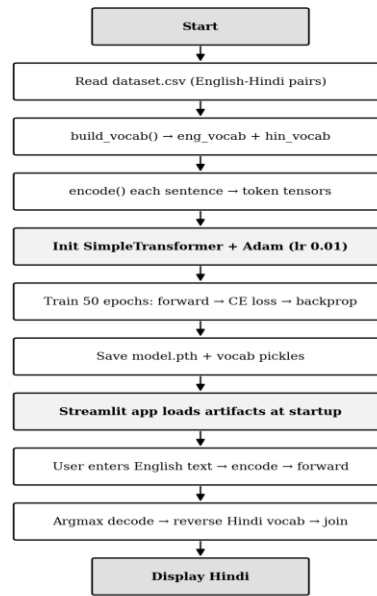 Start
Read dataset.csv (English-Hindi pairs)
build_vocab() → eng_vocab + hin_vocab
encode() each sentence → token tensors
Init SimpleTransformer + Adam (lr 0.01)
Train 50 epochs: forward → CE loss → backprop
Save model.pth + vocab pickles
Streamlit app loads artifacts at startup
User enters English text → encode → forward
Argmax decode → reverse Hindi vocab → join
Display Hindi